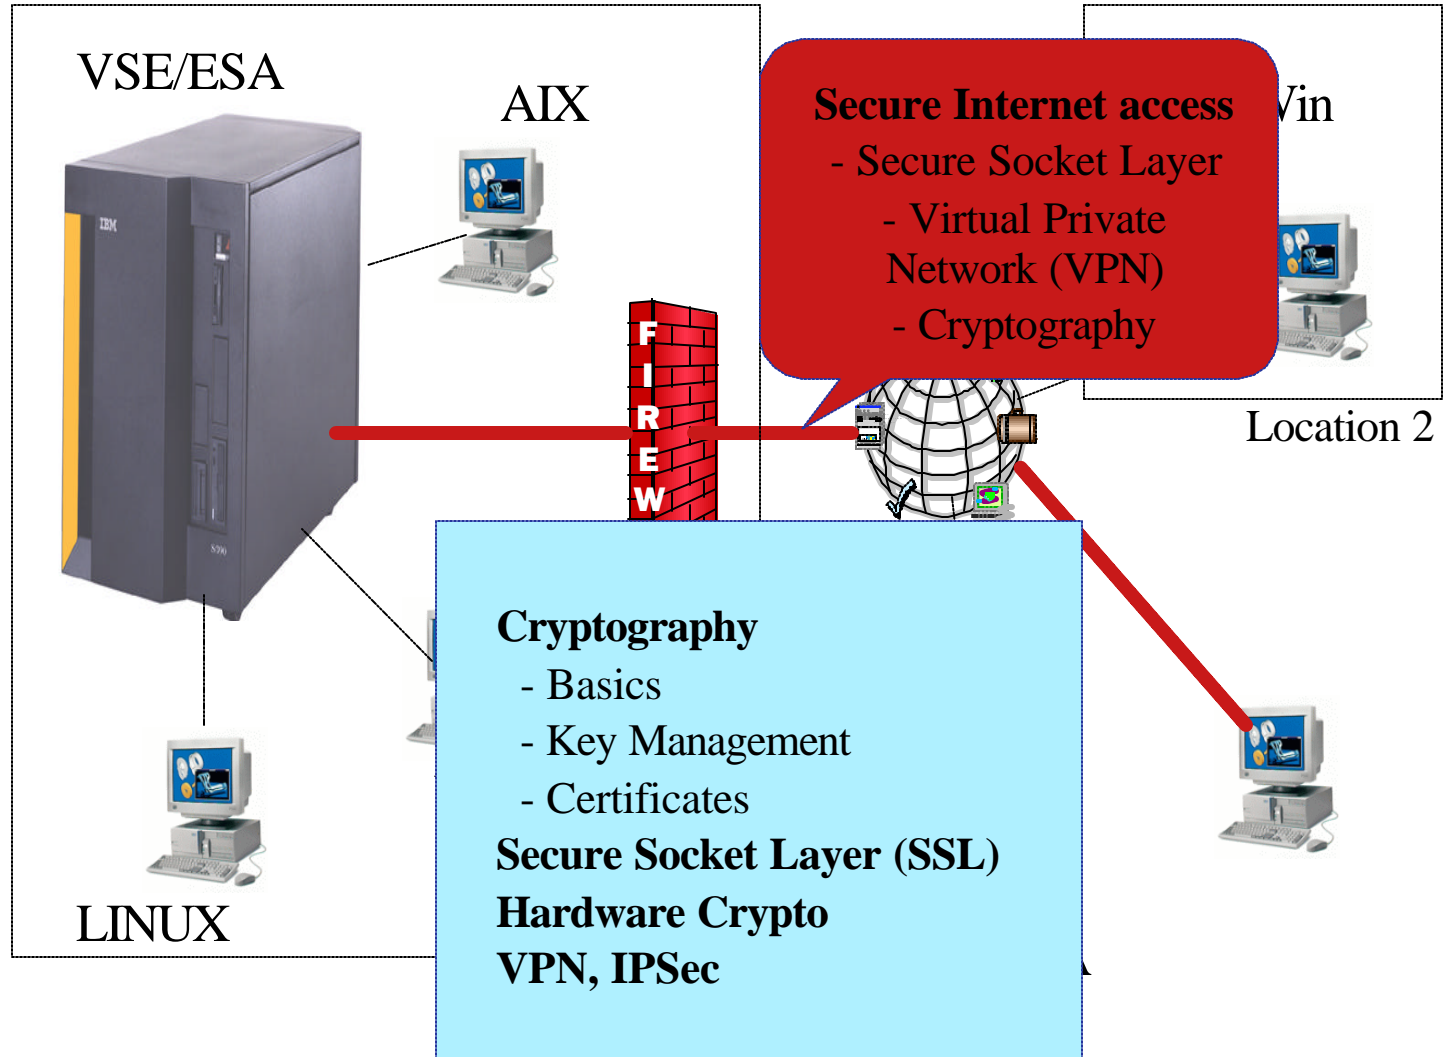 VSE/ESA
AIX
IBM
Secure Internet access
- Secure Socket Layer
- Virtual Private
Network (VPN)
- Cryptography
Location 2
FIREW
Cryptography
- Basics
- Key Management
- Certificates
Secure Socket Layer (SSL)
Hardware Crypto
VPN, IPSec
LINUX